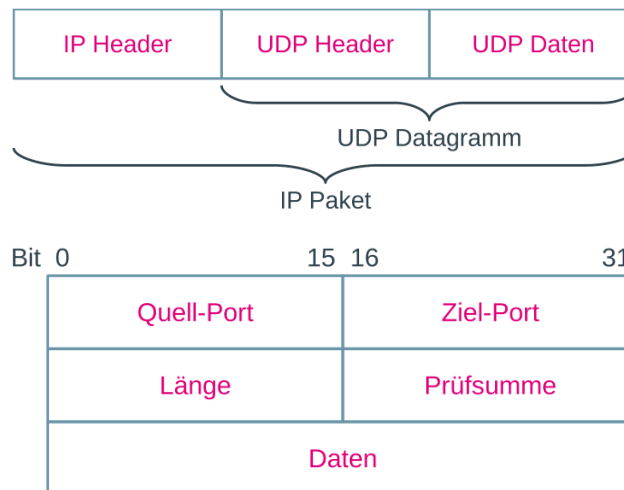 IP Header UDP Header UDP Daten
UDP Datagramm
IP Paket
Bit 0 15 16 31
Quell-Port Ziel-Port
Länge Prüfsumme
Daten